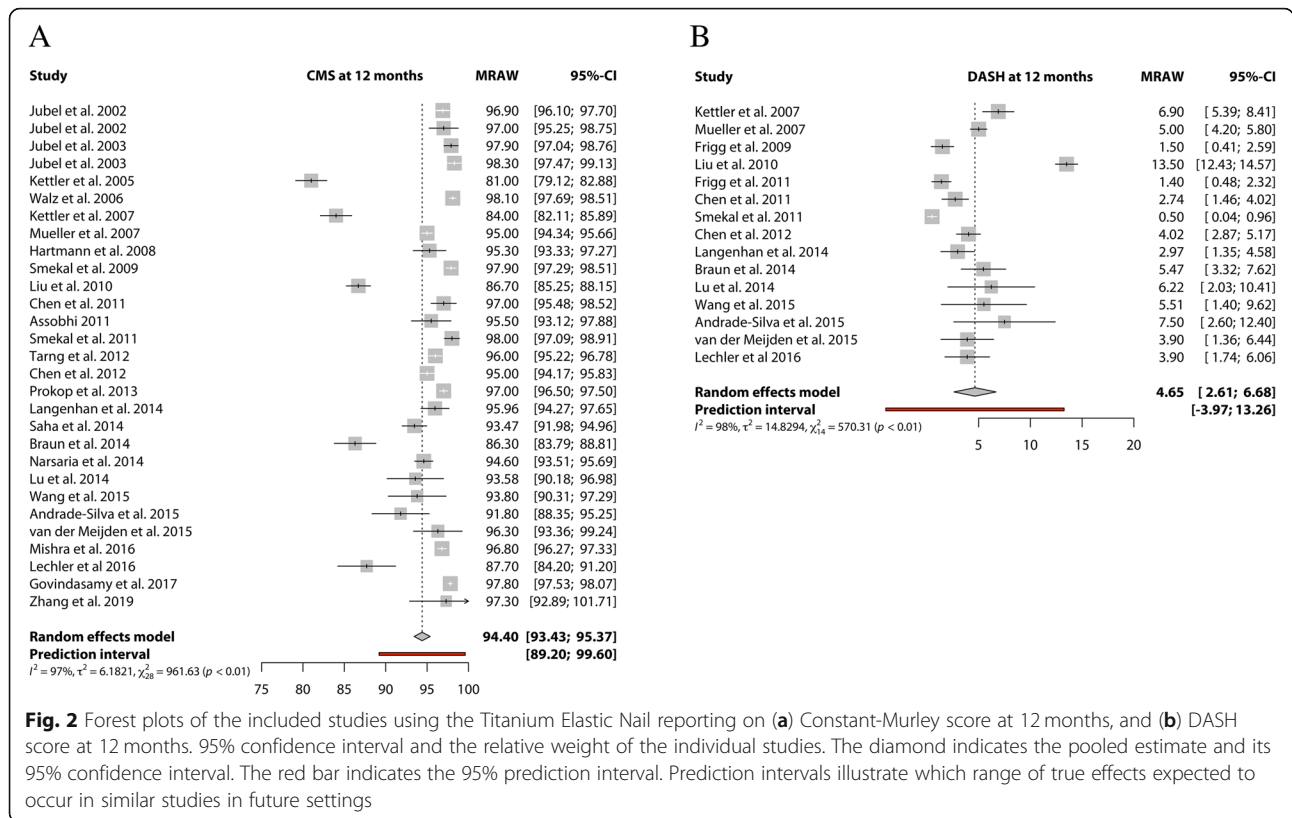 A
Study CMS at 12 months MRAW 95%-CI
Jubel et al. 2002 96.90 [96.10; 97.70]
Jubel et al. 2002 97.00 [95.25; 98.75]
Jubel et al. 2003 97.90 [97.04; 98.76]
Jubel et al. 2003 98.30 [97.47; 99.13]
Kettler et al. 2005 81.00 [79.12; 82.88]
Walz et al. 2006 98.10 [97.69; 98.51]
Kettler et al. 2007 84.00 [82.11; 85.89]
Mueller et al. 2007 95.00 [94.34; 95.66]
Hartmann et al. 2008 95.30 [93.33; 97.27]
Smekal et al. 2009 97.90 [97.29; 98.51]
Liu et al. 2010 86.70 [85.25; 88.15]
Chen et al. 2011 97.00 [95.48; 98.52]
Assobhi 2011 95.50 [93.12; 97.88]
Smekal et al. 2011 98.00 [97.09; 98.91]
Tarng et al. 2012 96.00 [95.22; 96.78]
Chen et al. 2012 95.00 [94.17; 95.83]
Prokop et al. 2013 97.00 [96.50; 97.50]
Langenhan et al. 2014 95.96 [94.27; 97.65]
Saha et al. 2014 93.47 [91.98; 94.96]
Braun et al. 2014 86.30 [83.79; 88.81]
Narsaria et al. 2014 94.60 [93.51; 95.69]
Lu et al. 2014 93.58 [90.18; 96.98]
Wang et al. 2015 93.80 [90.31; 97.29]
Andrade-Silva et al. 2015 91.80 [88.35; 95.25]
van der Meijden et al. 2015 96.30 [93.36; 99.24]
Mishra et al. 2016 96.80 [96.27; 97.33]
Lechler et al 2016 87.70 [84.20; 91.20]
Govindasamy et al. 2017 97.80 [97.53; 98.07]
Zhang et al. 2019 97.30 [92.89; 101.71]
Random effects model 94.40 [93.43; 95.37]
Prediction interval [89.20; 99.60]
I² = 97%, τ² = 6.1821, χ²₂₈ = 961.63 (p < 0.01)
75 80 85 90 95 100
B
Study DASH at 12 months MRAW 95%-CI
Kettler et al. 2007 6.90 [ 5.39; 8.41]
Mueller et al. 2007 5.00 [ 4.20; 5.80]
Frigg et al. 2009 1.50 [ 0.41; 2.59]
Liu et al. 2010 13.50 [12.43; 14.57]
Frigg et al. 2011 1.40 [ 0.48; 2.32]
Chen et al. 2011 2.74 [ 1.46; 4.02]
Smekal et al. 2011 0.50 [ 0.04; 0.96]
Chen et al. 2012 4.02 [ 2.87; 5.17]
Langenhan et al. 2014 2.97 [ 1.35; 4.58]
Braun et al. 2014 5.47 [ 3.32; 7.62]
Lu et al. 2014 6.22 [ 2.03; 10.41]
Wang et al. 2015 5.51 [ 1.40; 9.62]
Andrade-Silva et al. 2015 7.50 [ 2.60; 12.40]
van der Meijden et al. 2015 3.90 [ 1.36; 6.44]
Lechler et al 2016 3.90 [ 1.74; 6.06]
Random effects model 4.65 [ 2.61; 6.68]
Prediction interval [-3.97; 13.26]
I² = 98%, τ² = 14.8294, χ²₁₄ = 570.31 (p < 0.01)
5 10 15 20
Fig. 2 Forest plots of the included studies using the Titanium Elastic Nail reporting on (a) Constant-Murley score at 12 months, and (b) DASH
score at 12 months. 95% confidence interval and the relative weight of the individual studies. The diamond indicates the pooled estimate and its
95% confidence interval. The red bar indicates the 95% prediction interval. Prediction intervals illustrate which range of true effects expected to
occur in similar studies in future settings